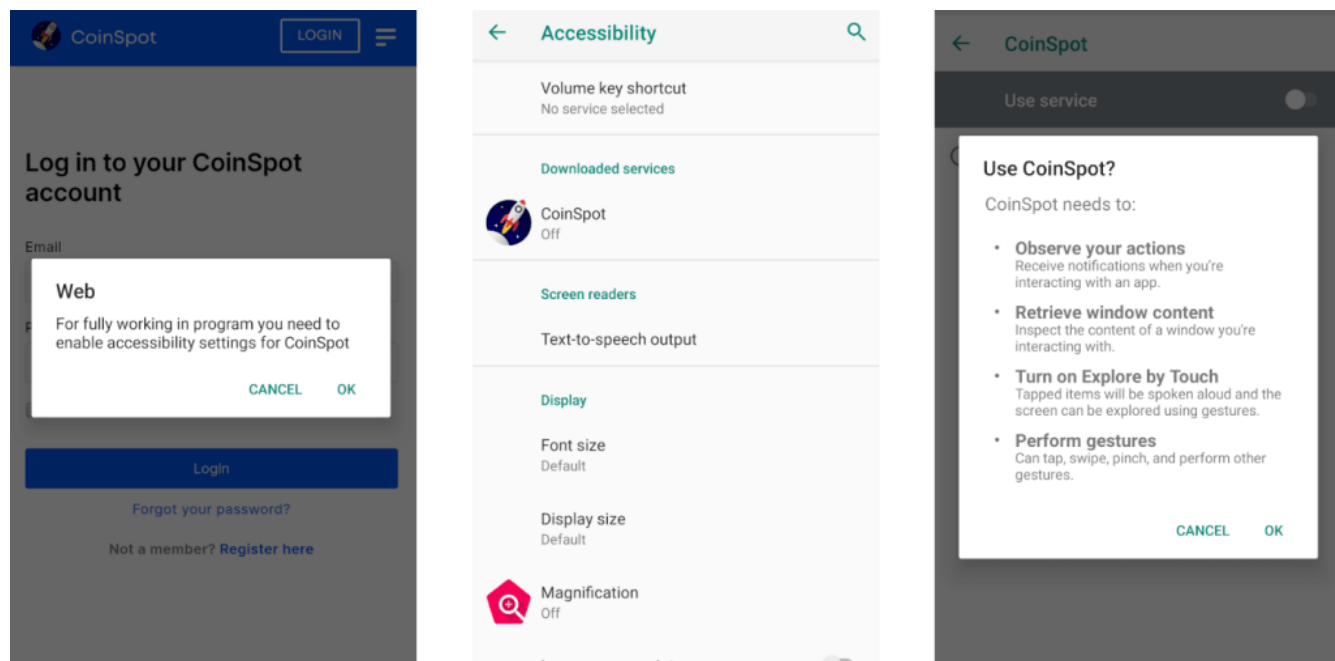 CoinSpot
LOGIN
Log in to your CoinSpot
account
Email
Web
For fully working in program you need to
enable accessibility settings for CoinSpot
CANCEL OK
Login
Forgot your password?
Not a member? Register here
Accessibility
Volume key shortcut
No service selected
Downloaded services
CoinSpot
Off
Screen readers
Text-to-speech output
Display
Font size
Default
Display size
Default
Magnification
Off
CoinSpot
Use service
Use CoinSpot?
CoinSpot needs to:
• Observe your actions
Receive notifications when you're
interacting with an app.
• Retrieve window content
Inspect the content of a window you're
interacting with.
• Turn on Explore by Touch
Tapped items will be spoken aloud and the
screen can be explored using gestures.
• Perform gestures
Can tap, swipe, pinch, and perform other
gestures.
CANCEL OK